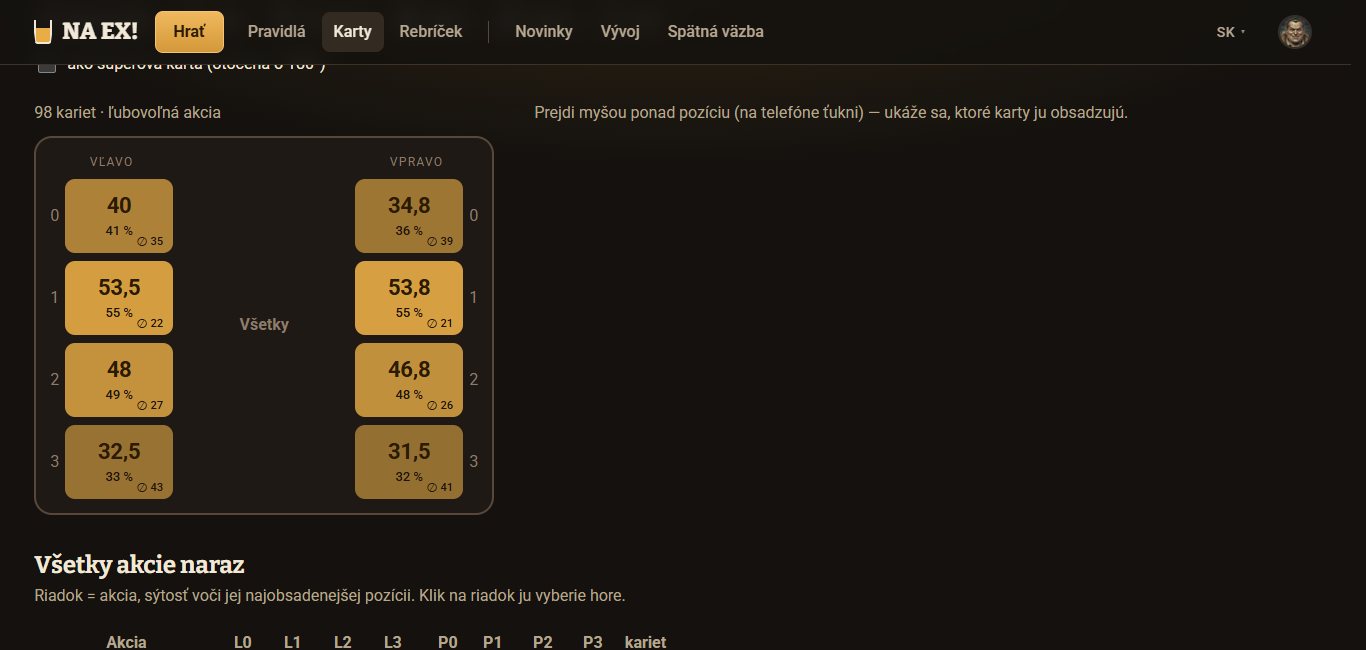 NA EX! Hrať Pravidlá Karty Rebríček Novinky Vývoj Spätná väzba SK
ako superova karta (otočená o 180°)
98 kariet · ľubovoľná akcia
Prejdi myšou ponad pozíciu (na telefóne ťukni) — ukáže sa, ktoré karty ju obsadzujú.
VĽAVO VPRAVO
0 40 41 % ∅ 35 34,8 36 % ∅ 39 0
1 53,5 55 % ∅ 22 53,8 55 % ∅ 21 1
Všetky
2 48 49 % ∅ 27 46,8 48 % ∅ 26 2
3 32,5 33 % ∅ 43 31,5 32 % ∅ 41 3
Všetky akcie naraz
Riadok = akcia, sýtosť voči jej najobsadenejšej pozícii. Klik na riadok ju vyberie hore.
Akcia L0 L1 L2 L3 P0 P1 P2 P3 kariet